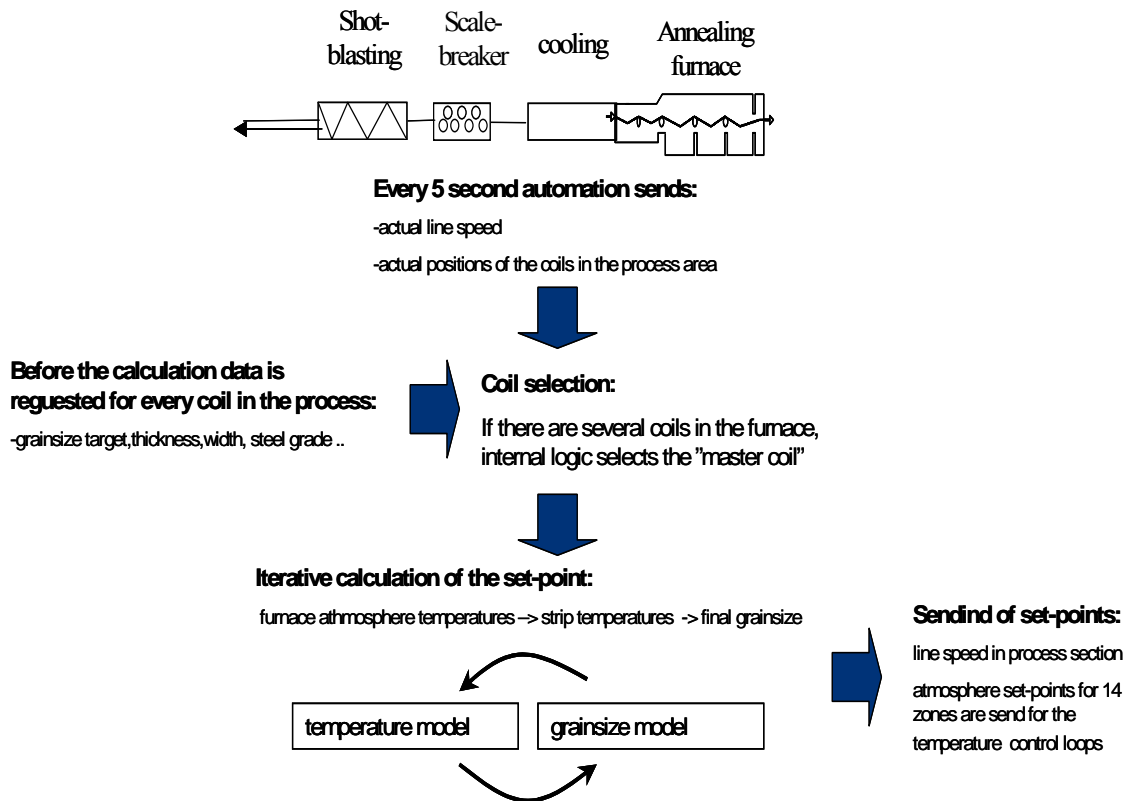 Shot-
blasting
Scale-
breaker
cooling
Annealing
furnace
Every 5 second automation sends:
-actual line speed
-actual positions of the coils in the process area
Before the calculation data is
reguested for every coil in the process:
-grainsize target,thickness,width, steel grade ..
Coil selection:
If there are several coils in the furnace,
internal logic selects the ”master coil”
Iterative calculation of the set-point:
furnace athmosphere temperatures –> strip temperatures -> final grainsize
temperature model
grainsize model
Sendind of set-points:
line speed in process section
atmosphere set-points for 14
zones are send for the
temperature control loops